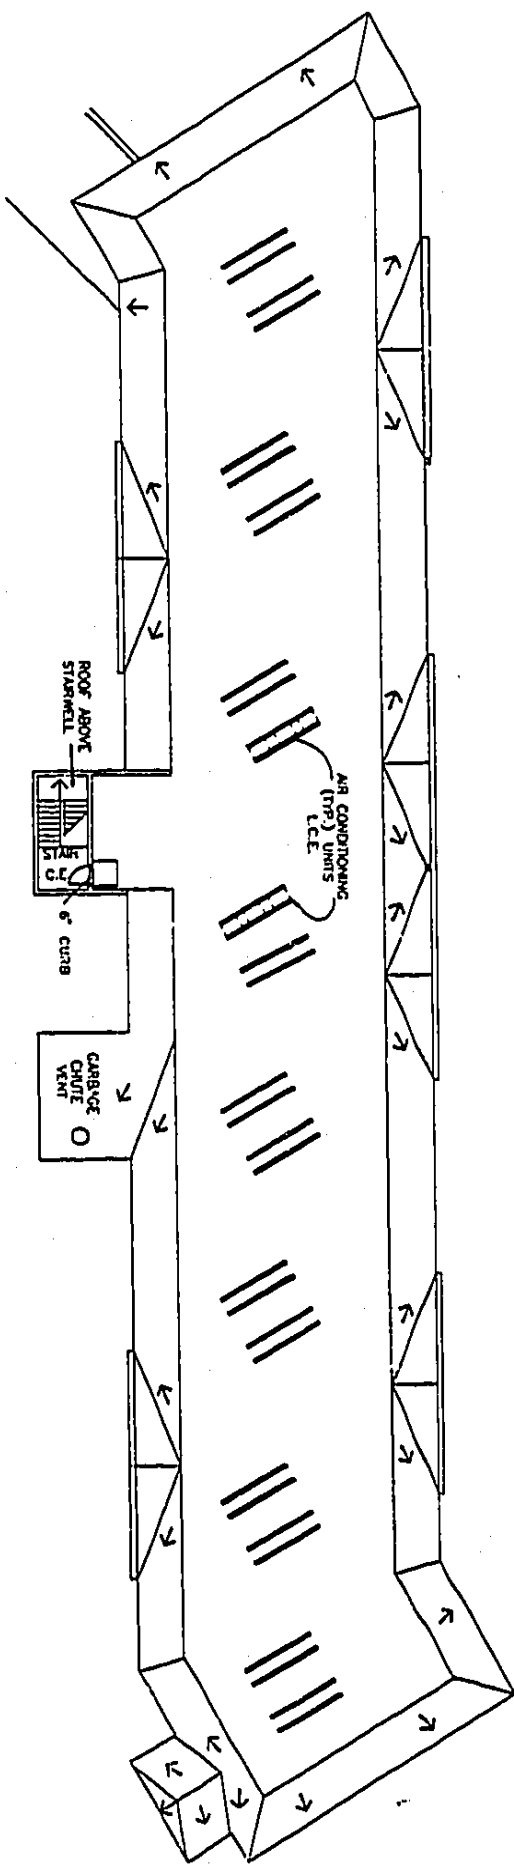 AIR CONDITIONING
(TYP.) UNITS
L.C.E.
ROOF ABOVE
STAIRWELL
STAIR
C.E.
6" CURB
GARBAGE
CHUTE
VENT